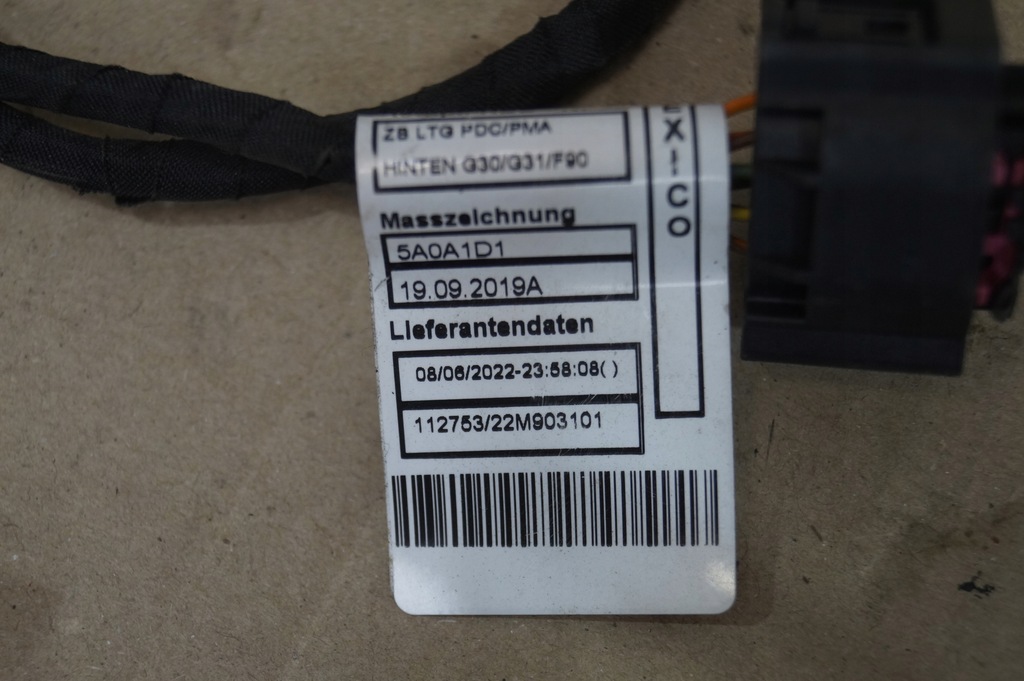 ZB LTG PDC/PMA
HINTEN G30/G31/F90
Masszeichnung
5A0A1D1
19.09.2019A
Lieferantendaten
08/06/2022-23:58:08( )
112753/22M903101
EXICO